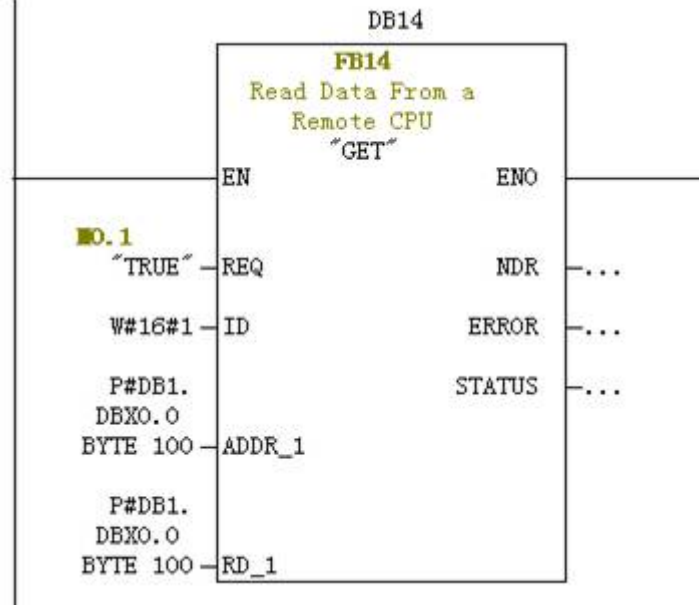 DB14
FB14
Read Data From a
Remote CPU
"GET"
EN ENO
M0.1
"TRUE" REQ NDR ...
W#16#1 ID ERROR ...
P#DB1. STATUS ...
DBX0.0
BYTE 100 ADDR_1
P#DB1.
DBX0.0
BYTE 100 RD_1